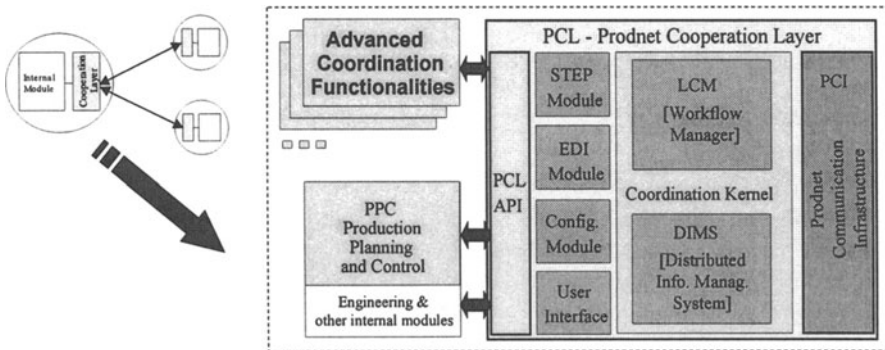 Internal
Module
Cooperation
Layer
Advanced
Coordination
Functionalities
PPC
Production
Planning
and Control
Engineering &
other internal modules
PCL - Prodnet Cooperation Layer
PCL
API
STEP
Module
EDI
Module
Config.
Module
User
Interface
LCM
[Workflow
Manager]
Coordination Kernel
DIMS
[Distributed
Info. Manag.
System]
PCI
Prodnet
Communication
Infrastructure